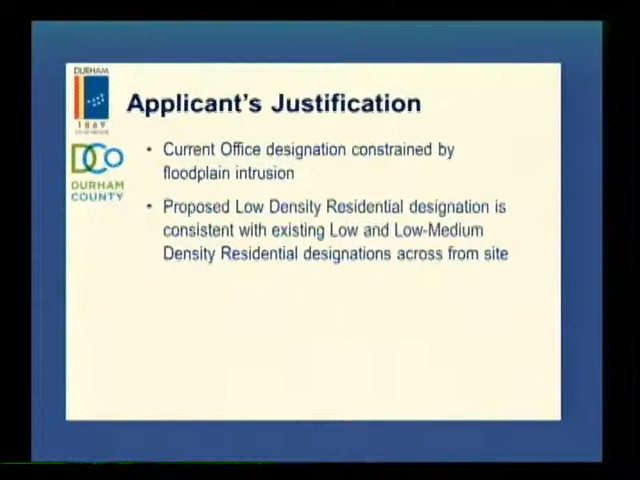 DURHAM
1869
DCO
DURHAM
COUNTY
Applicant's Justification
• Current Office designation constrained by
floodplain intrusion
• Proposed Low Density Residential designation is
consistent with existing Low and Low-Medium
Density Residential designations across from site